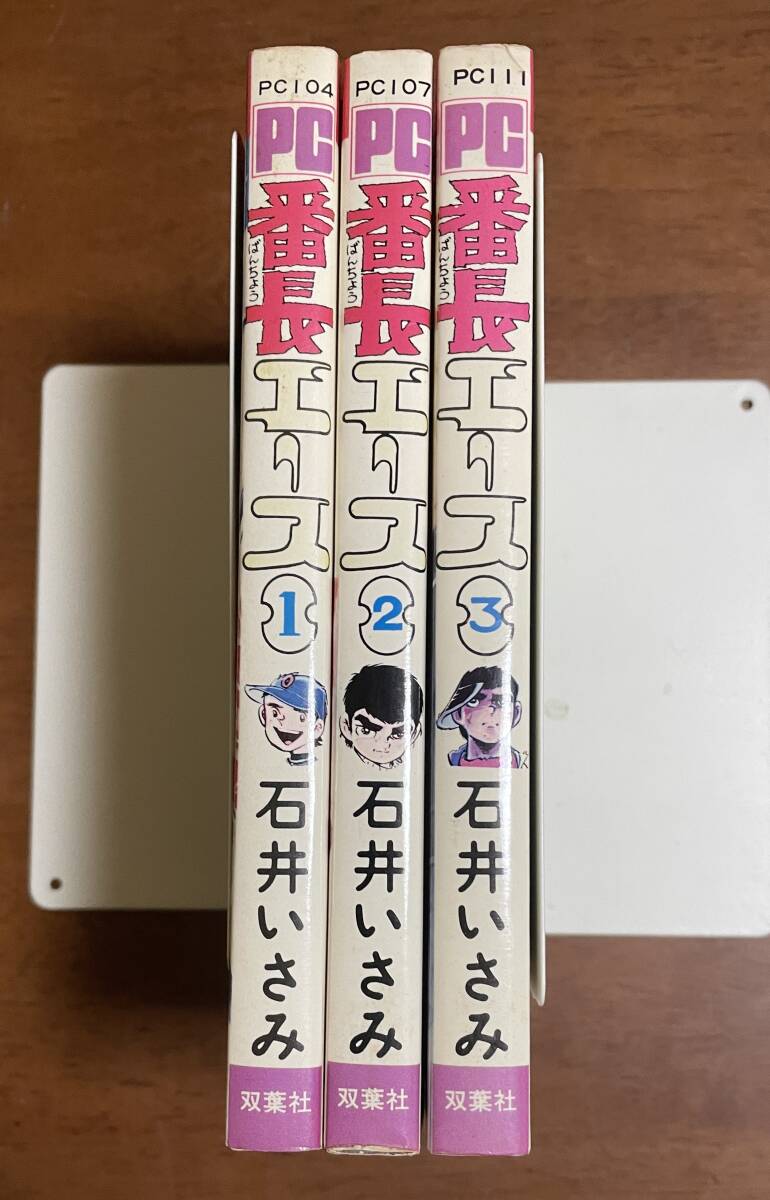 PC104
PC
番長
ばんちょう
エース
1
石井いさみ
双葉社
PC107
PC
番長
ばんちょう
エース
2
石井いさみ
双葉社
PC111
PC
番長
ばんちょう
エース
3
石井いさみ
双葉社